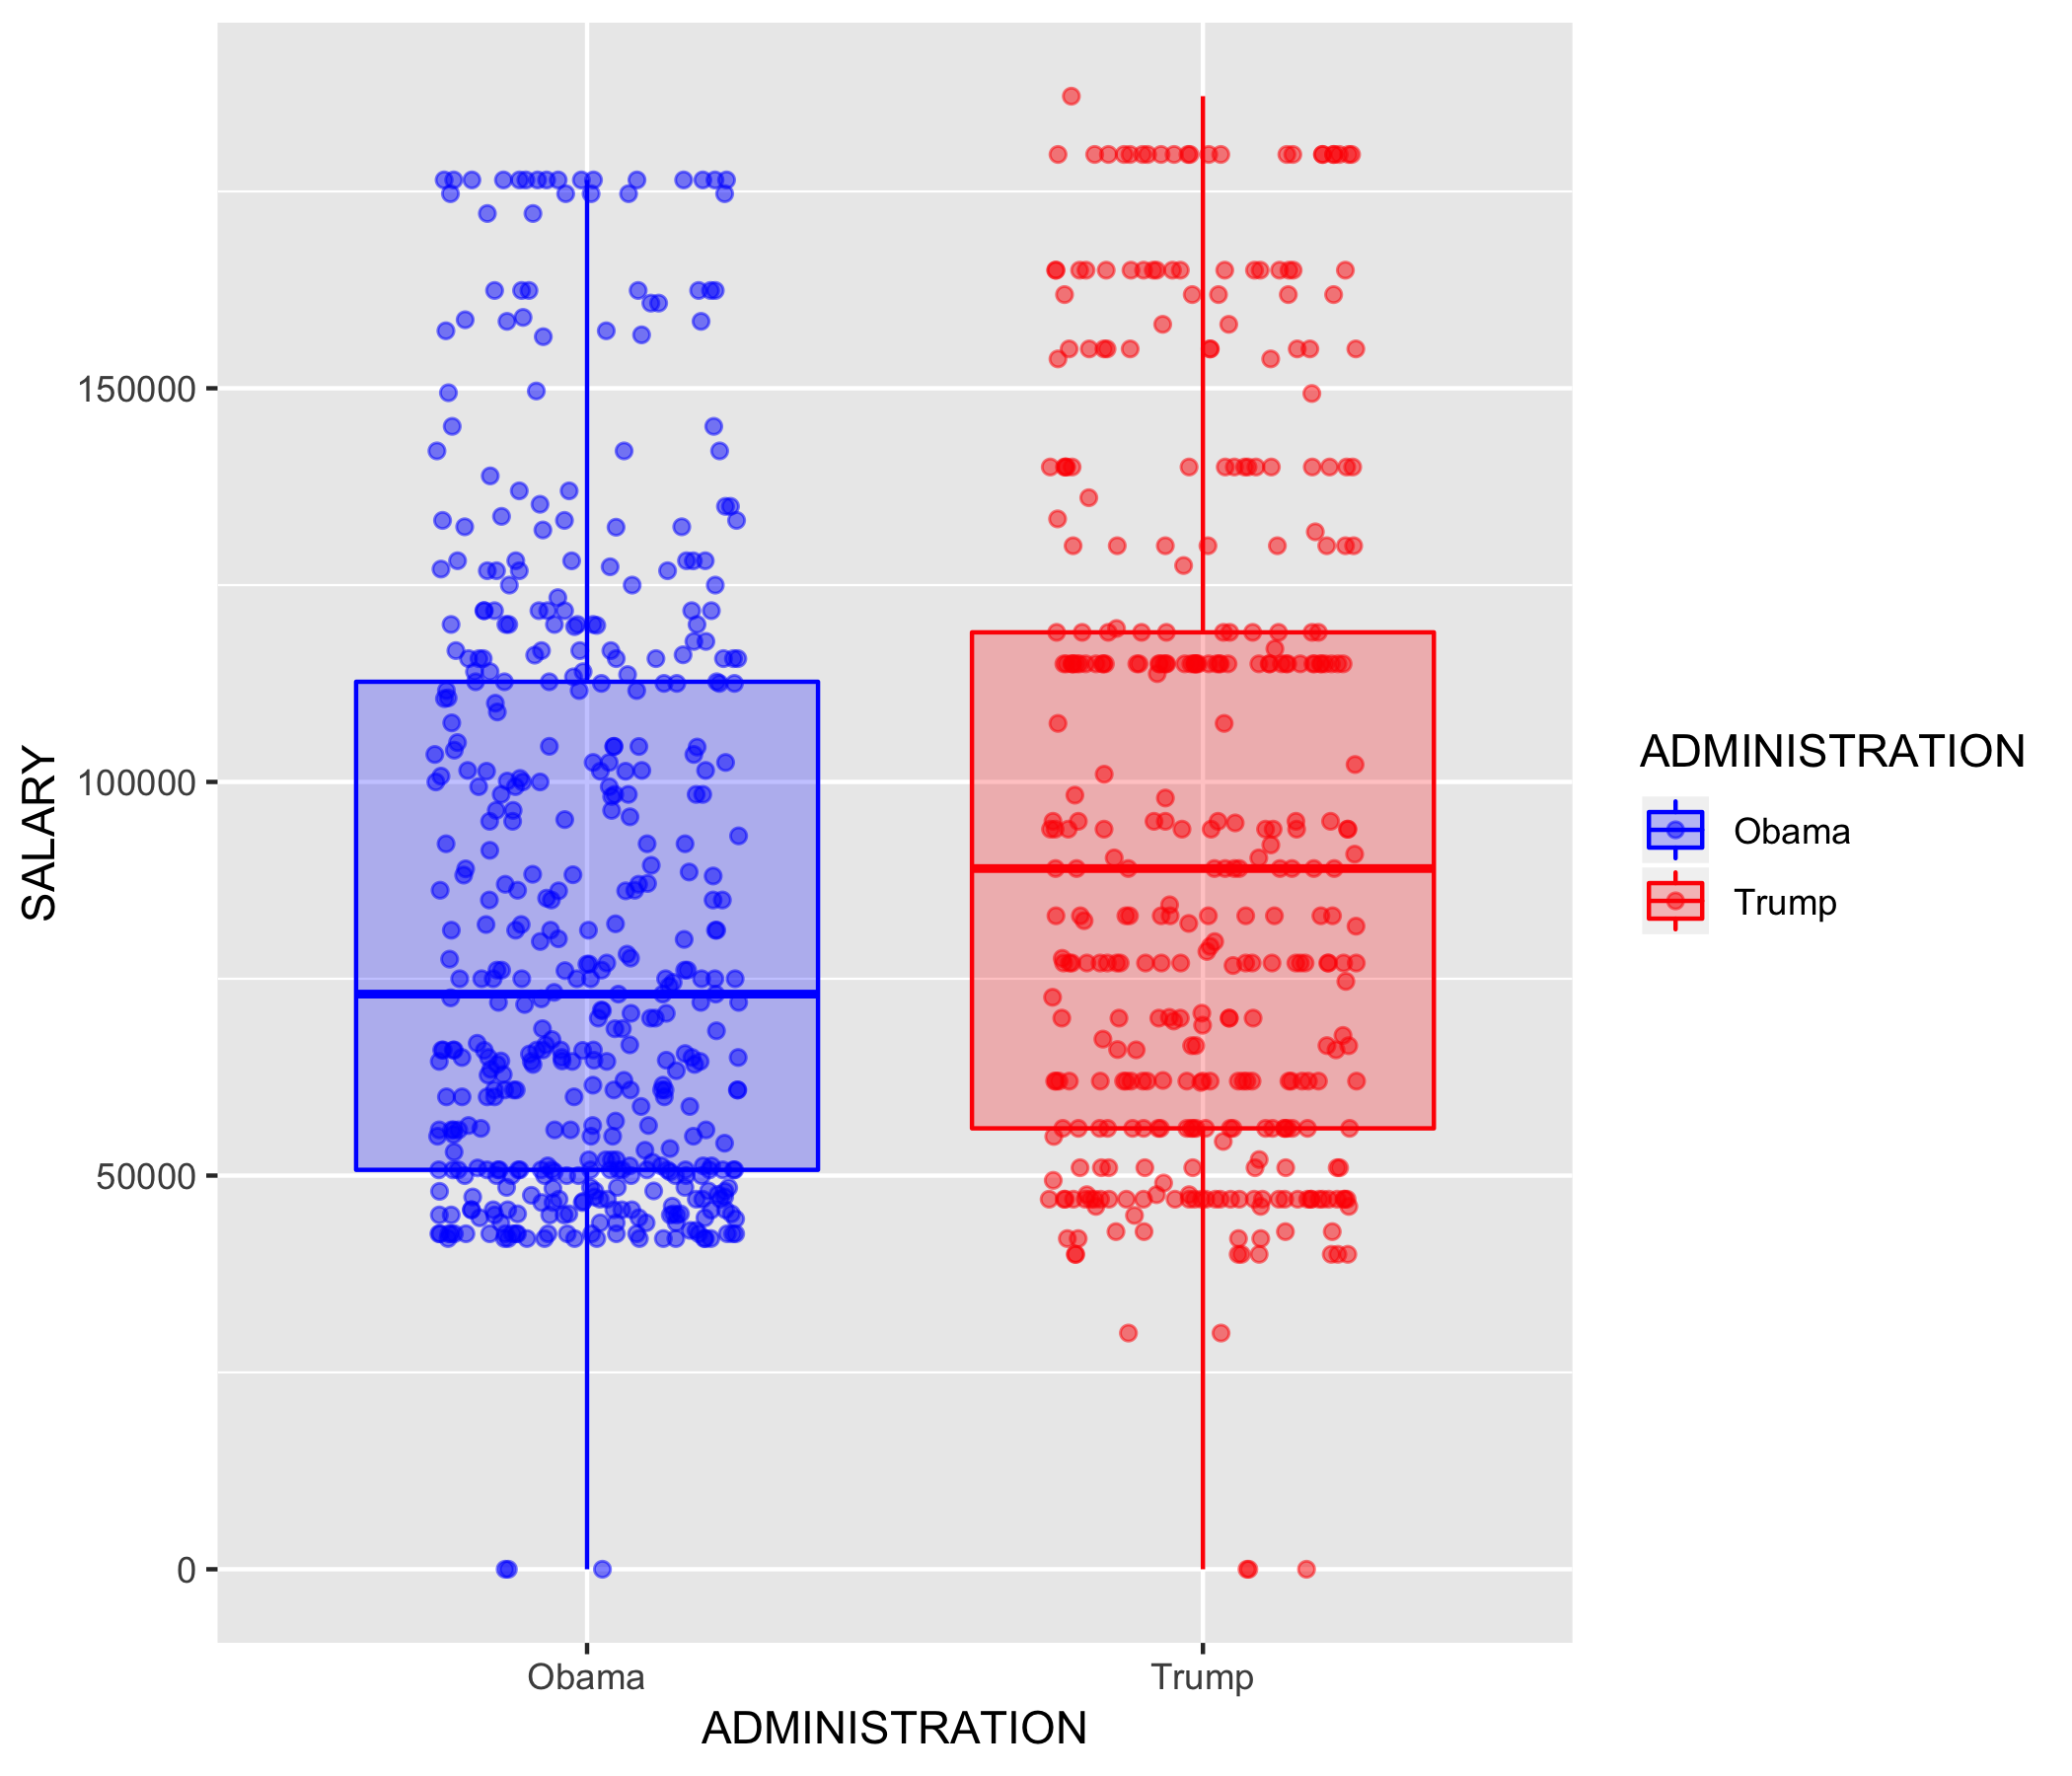 SALARY
150000
100000
50000
0
Obama
Trump
ADMINISTRATION
ADMINISTRATION
Obama
Trump